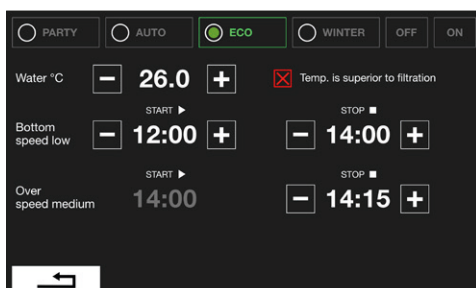 PARTY AUTO ECO WINTER OFF ON
Water °C − 26.0 + Temp. is superior to filtration
START ▶ STOP ■
Bottom
speed low − 12:00 + − 14:00 +
START ▶ STOP ■
Over
speed medium 14:00 − 14:15 +